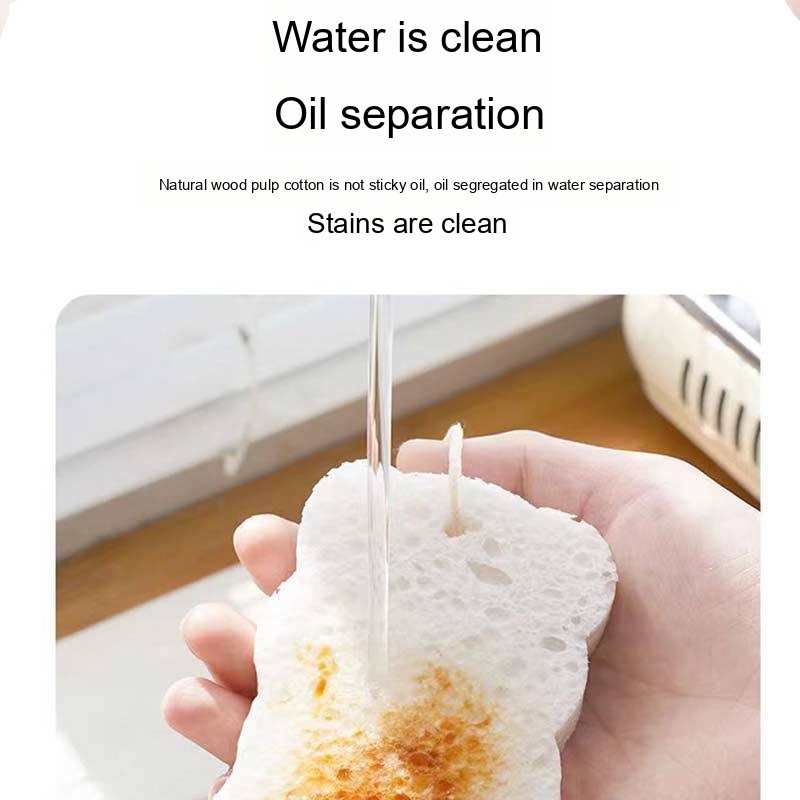 Water is clean
Oil separation
Natural wood pulp cotton is not sticky oil, oil segregated in water separation
Stains are clean